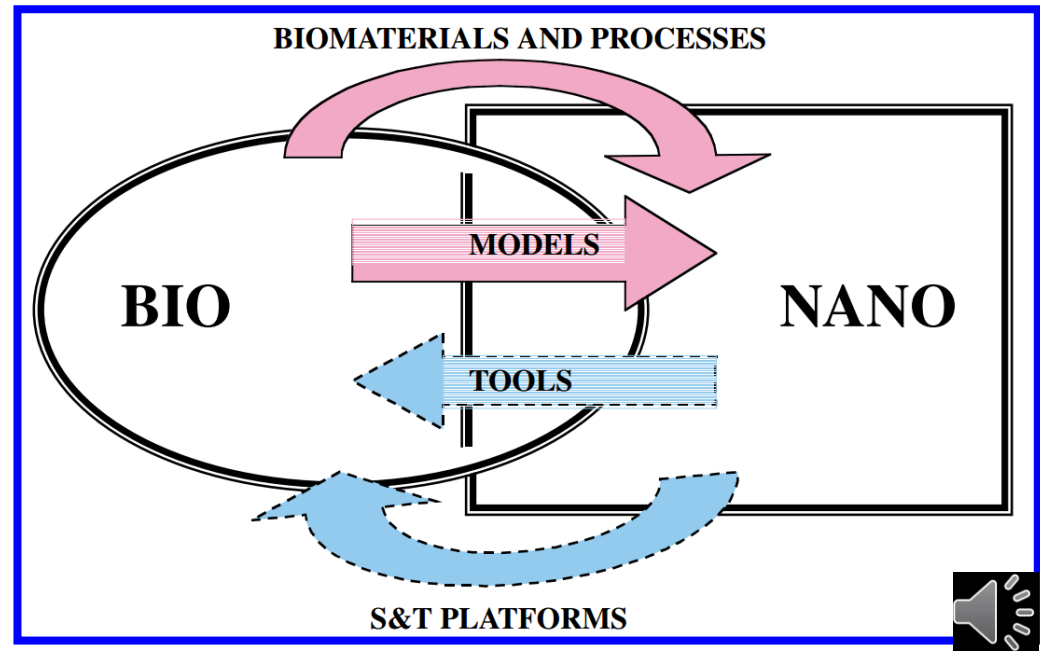 BIOMATERIALS AND PROCESSES
MODELS
BIO
NANO
TOOLS
S&T PLATFORMS